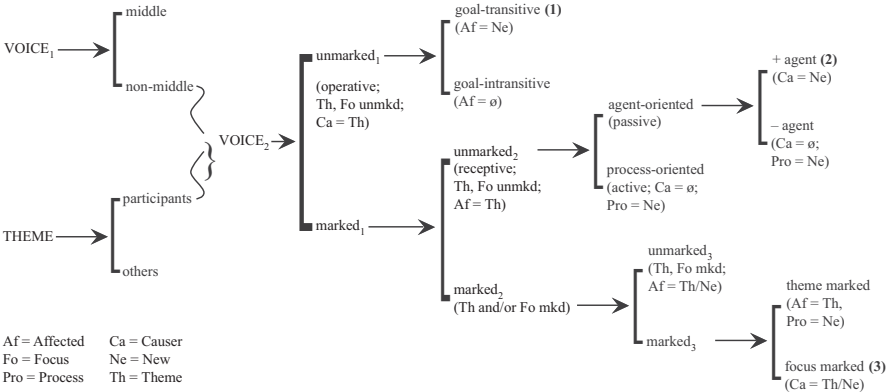 VOICE₁
middle
non-middle
THEME
participants
others
VOICE₂
unmarked₁
(operative;
Th, Fo unmkd;
Ca = Th)
marked₁
goal-transitive (1)
(Af = Ne)
goal-intransitive
(Af = ø)
unmarked₂
(receptive;
Th, Fo unmkd;
Af = Th)
marked₂
(Th and/or Fo mkd)
agent-oriented
(passive)
process-oriented
(active; Ca = ø;
Pro = Ne)
+ agent (2)
(Ca = Ne)
– agent
(Ca = ø;
Pro = Ne)
unmarked₃
(Th, Fo mkd;
Af = Th/Ne)
marked₃
theme marked
(Af = Th,
Pro = Ne)
focus marked (3)
(Ca = Th/Ne)
Af = Affected Ca = Causer
Fo = Focus Ne = New
Pro = Process Th = Theme